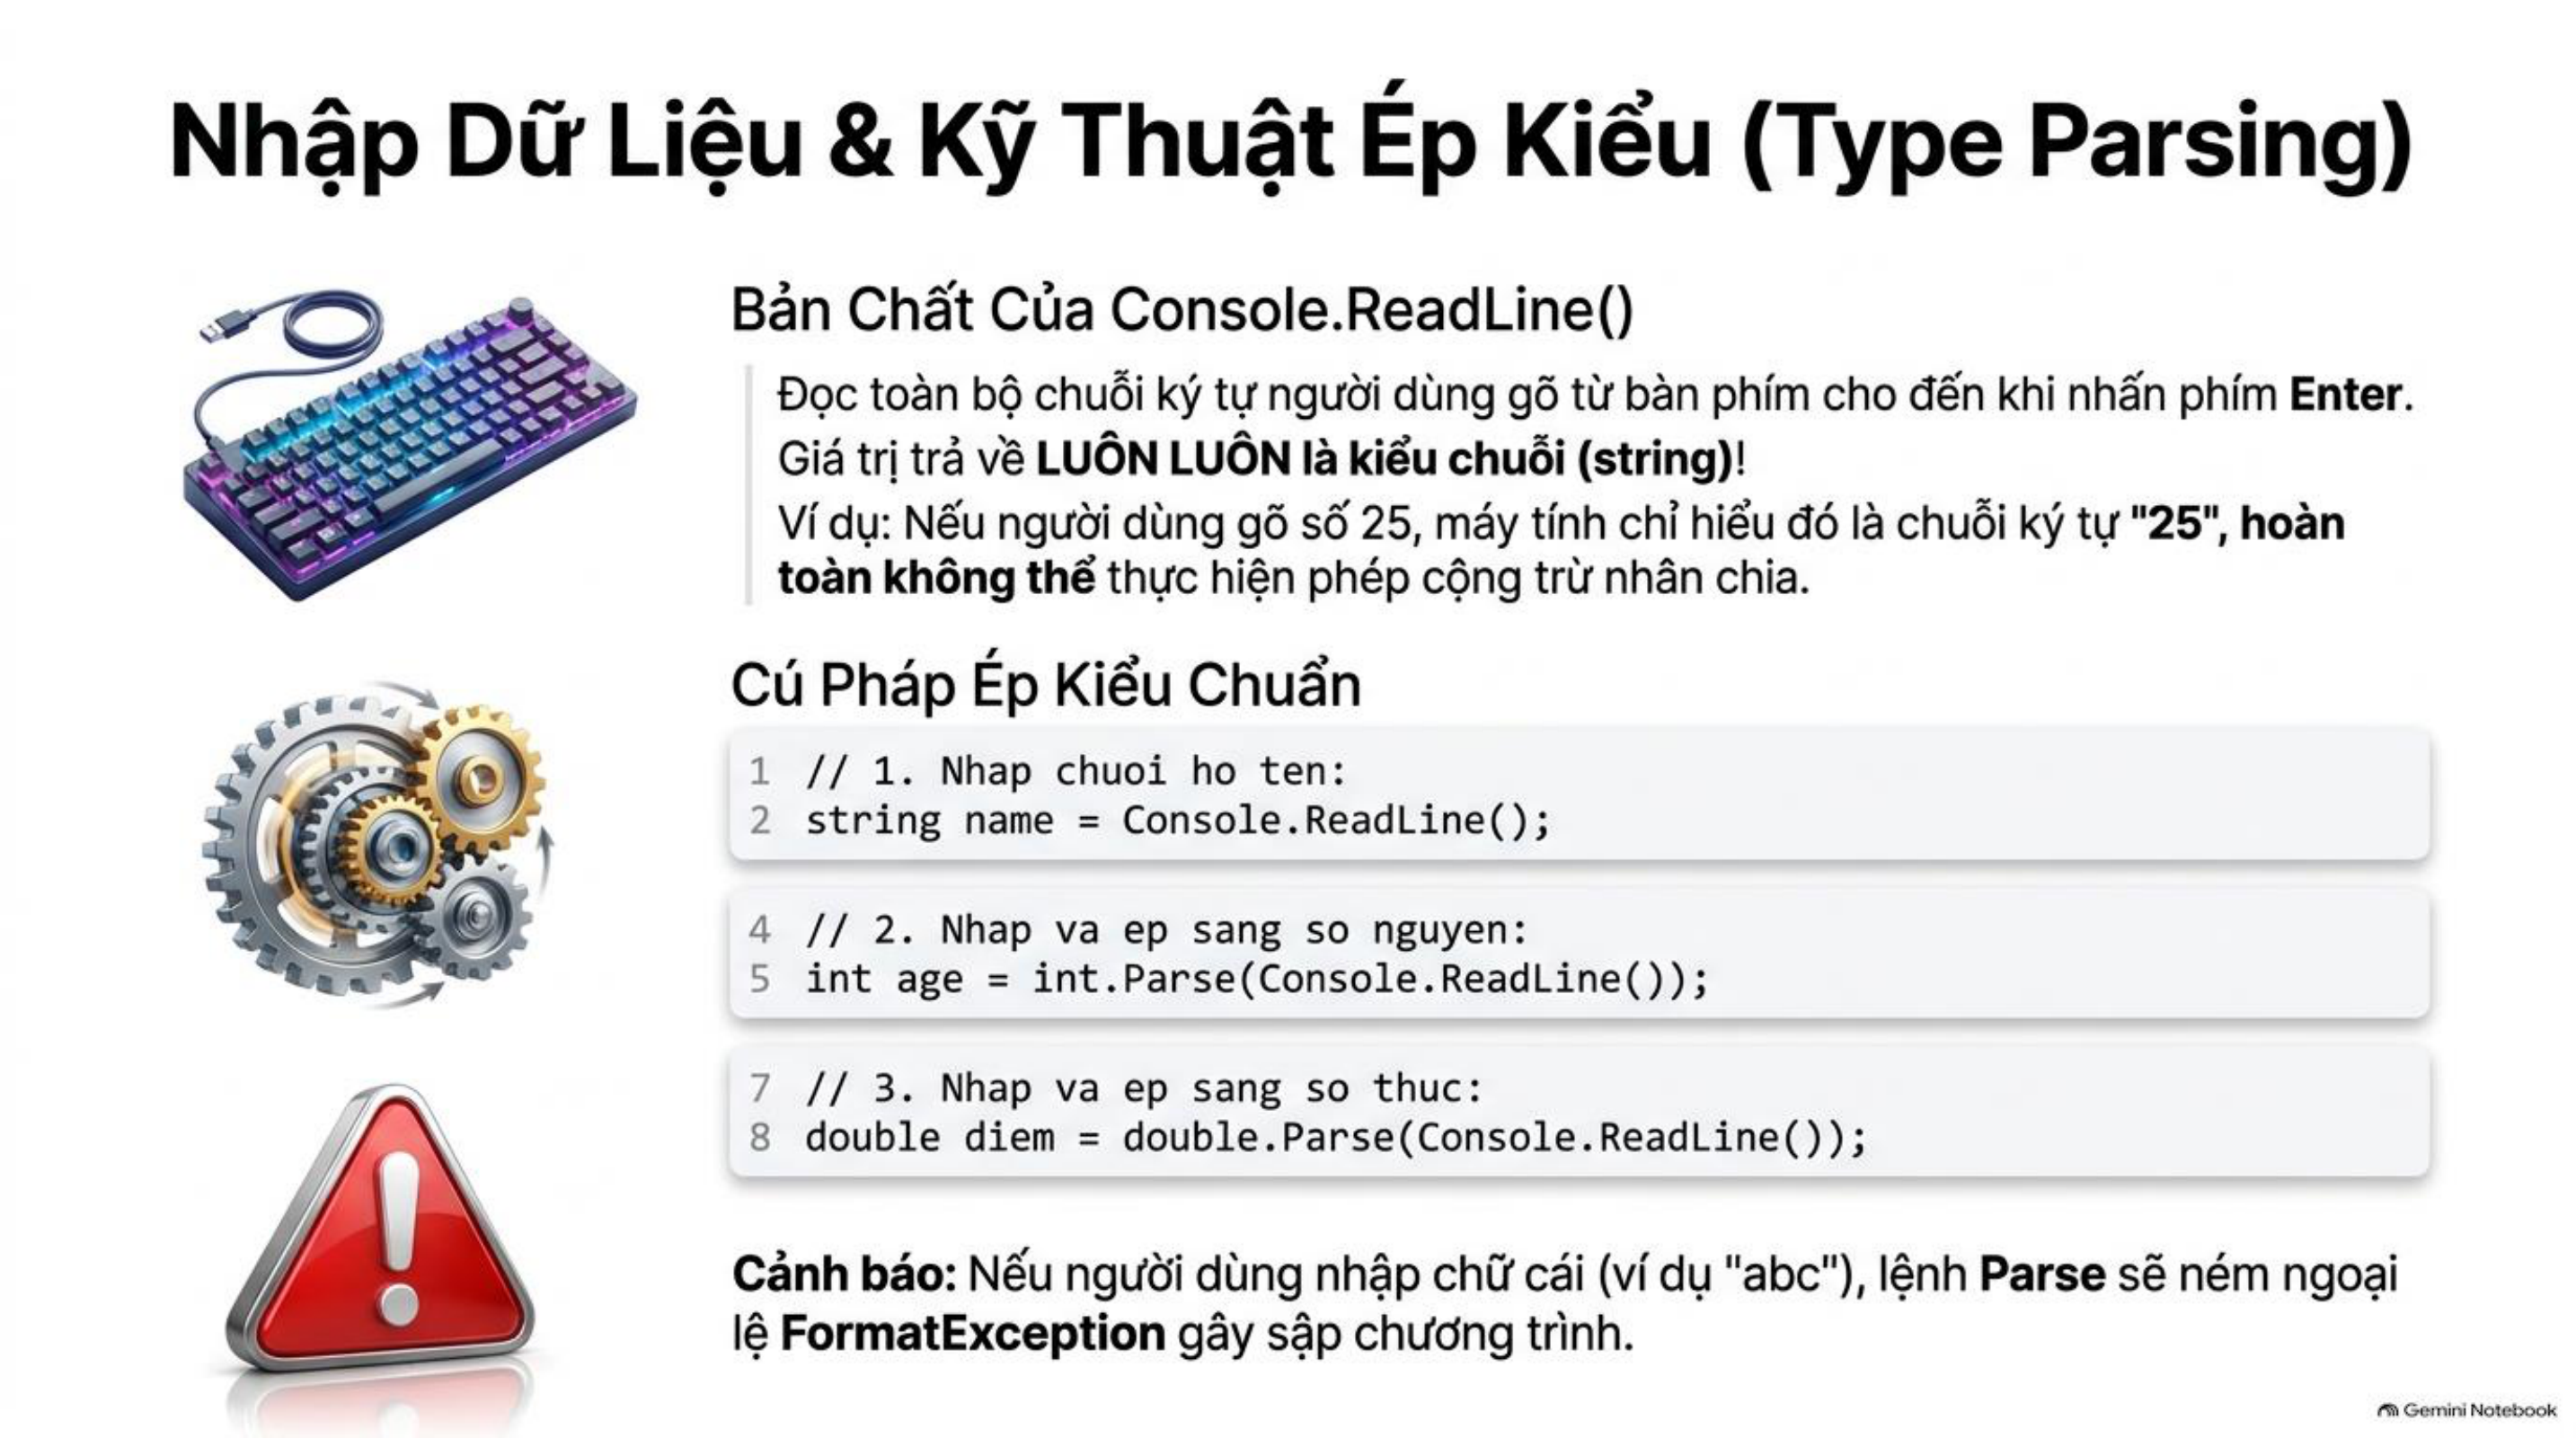 Nhập Dữ Liệu & Kỹ Thuật Ép Kiểu (Type Parsing)
Bản Chất Của Console.ReadLine()
Đọc toàn bộ chuỗi ký tự người dùng gõ từ bàn phím cho đến khi nhấn phím Enter.
Giá trị trả về LUÔN LUÔN là kiểu chuỗi (string)!
Ví dụ: Nếu người dùng gõ số 25, máy tính chỉ hiểu đó là chuỗi ký tự "25", hoàn
toàn không thể thực hiện phép cộng trừ nhân chia.
Cú Pháp Ép Kiểu Chuẩn
1 // 1. Nhap chuoi ho ten:
2 string name = Console.ReadLine();
4 // 2. Nhap va ep sang so nguyen:
5 int age = int.Parse(Console.ReadLine());
7 // 3. Nhap va ep sang so thuc:
8 double diem = double.Parse(Console.ReadLine());
Cảnh báo: Nếu người dùng nhập chữ cái (ví dụ "abc"), lệnh Parse sẽ ném ngoại
lệ FormatException gây sập chương trình.
Gemini Notebook